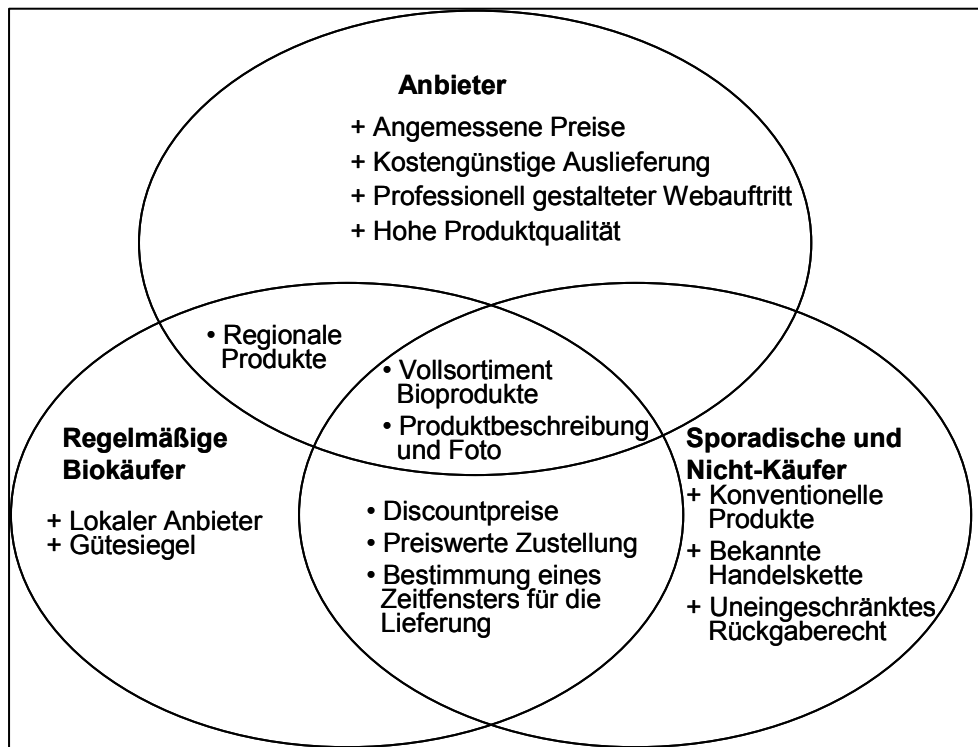 Anbieter
+ Angemessene Preise
+ Kostengünstige Auslieferung
+ Professionell gestalteter Webauftritt
+ Hohe Produktqualität
• Regionale
Produkte
• Vollsortiment
Bioprodukte
• Produktbeschreibung
und Foto
Regelmäßige
Biokäufer
+ Lokaler Anbieter
+ Gütesiegel
• Discountpreise
• Preiswerte Zustellung
• Bestimmung eines
Zeitfensters für die
Lieferung
Sporadische und
Nicht-Käufer
+ Konventionelle
Produkte
+ Bekannte
Handelskette
+ Uneingeschränktes
Rückgaberecht